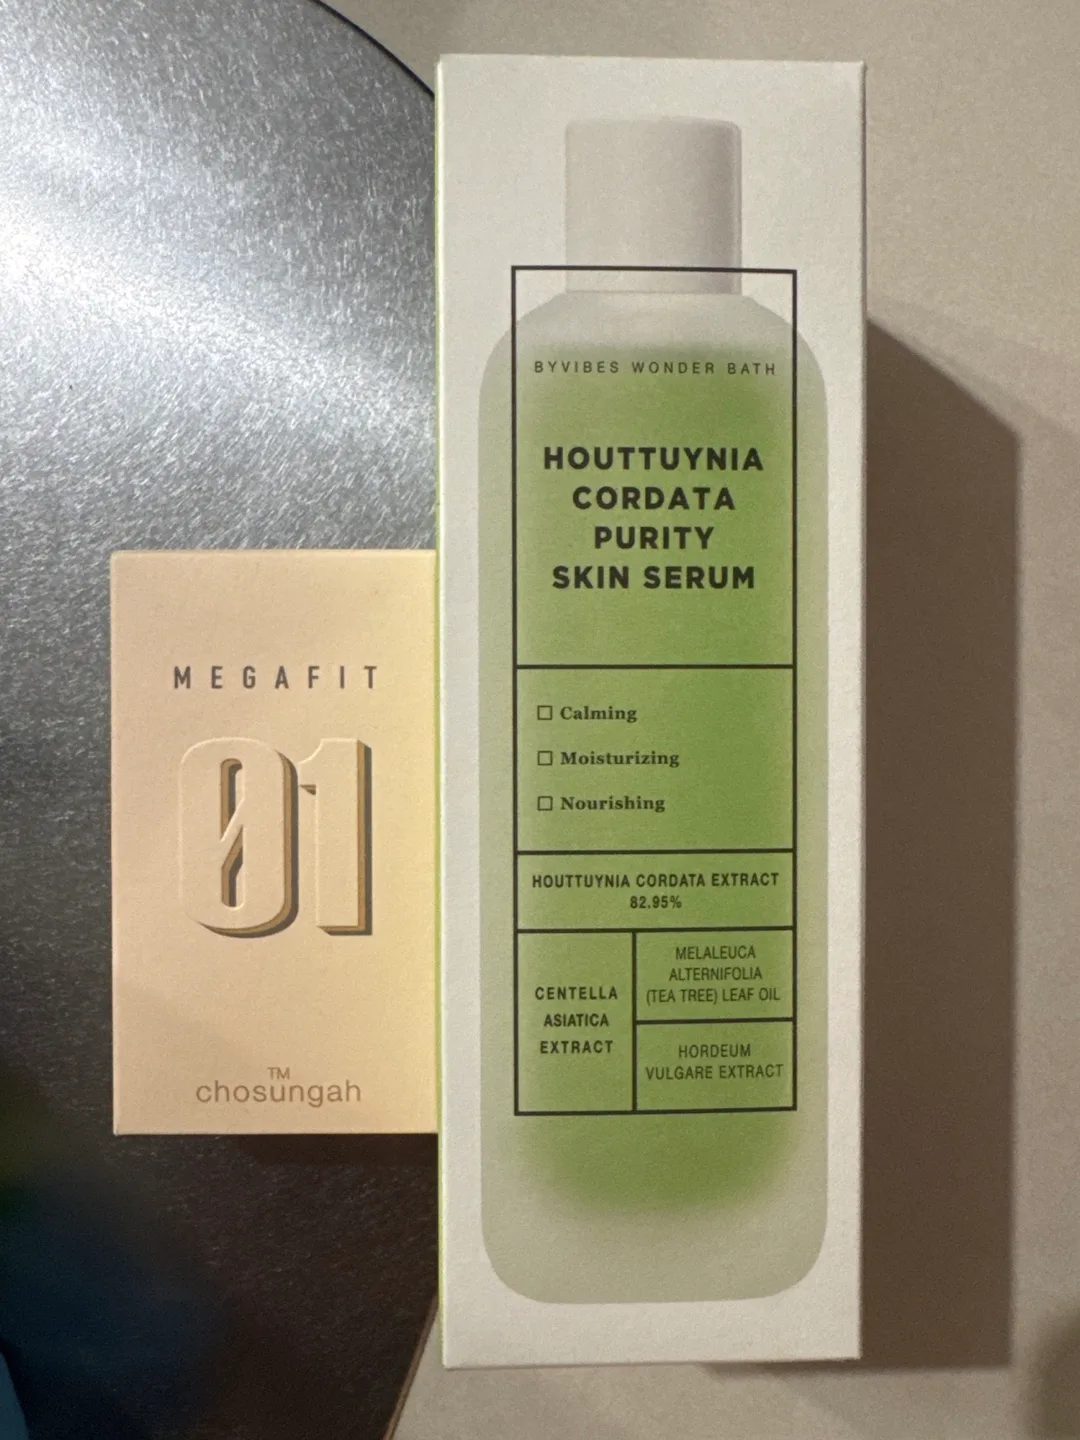 MEGAFIT
01
TM
chosungah
BYVIBES WONDER BATH
HOUTTUYNIA
CORDATA
PURITY
SKIN SERUM
☐ Calming
☐ Moisturizing
☐ Nourishing
HOUTTUYNIA CORDATA EXTRACT
82.95%
CENTELLA
ASIATICA
EXTRACT
MELALEUCA
ALTERNIFOLIA
(TEA TREE) LEAF OIL
HORDEUM
VULGARE EXTRACT